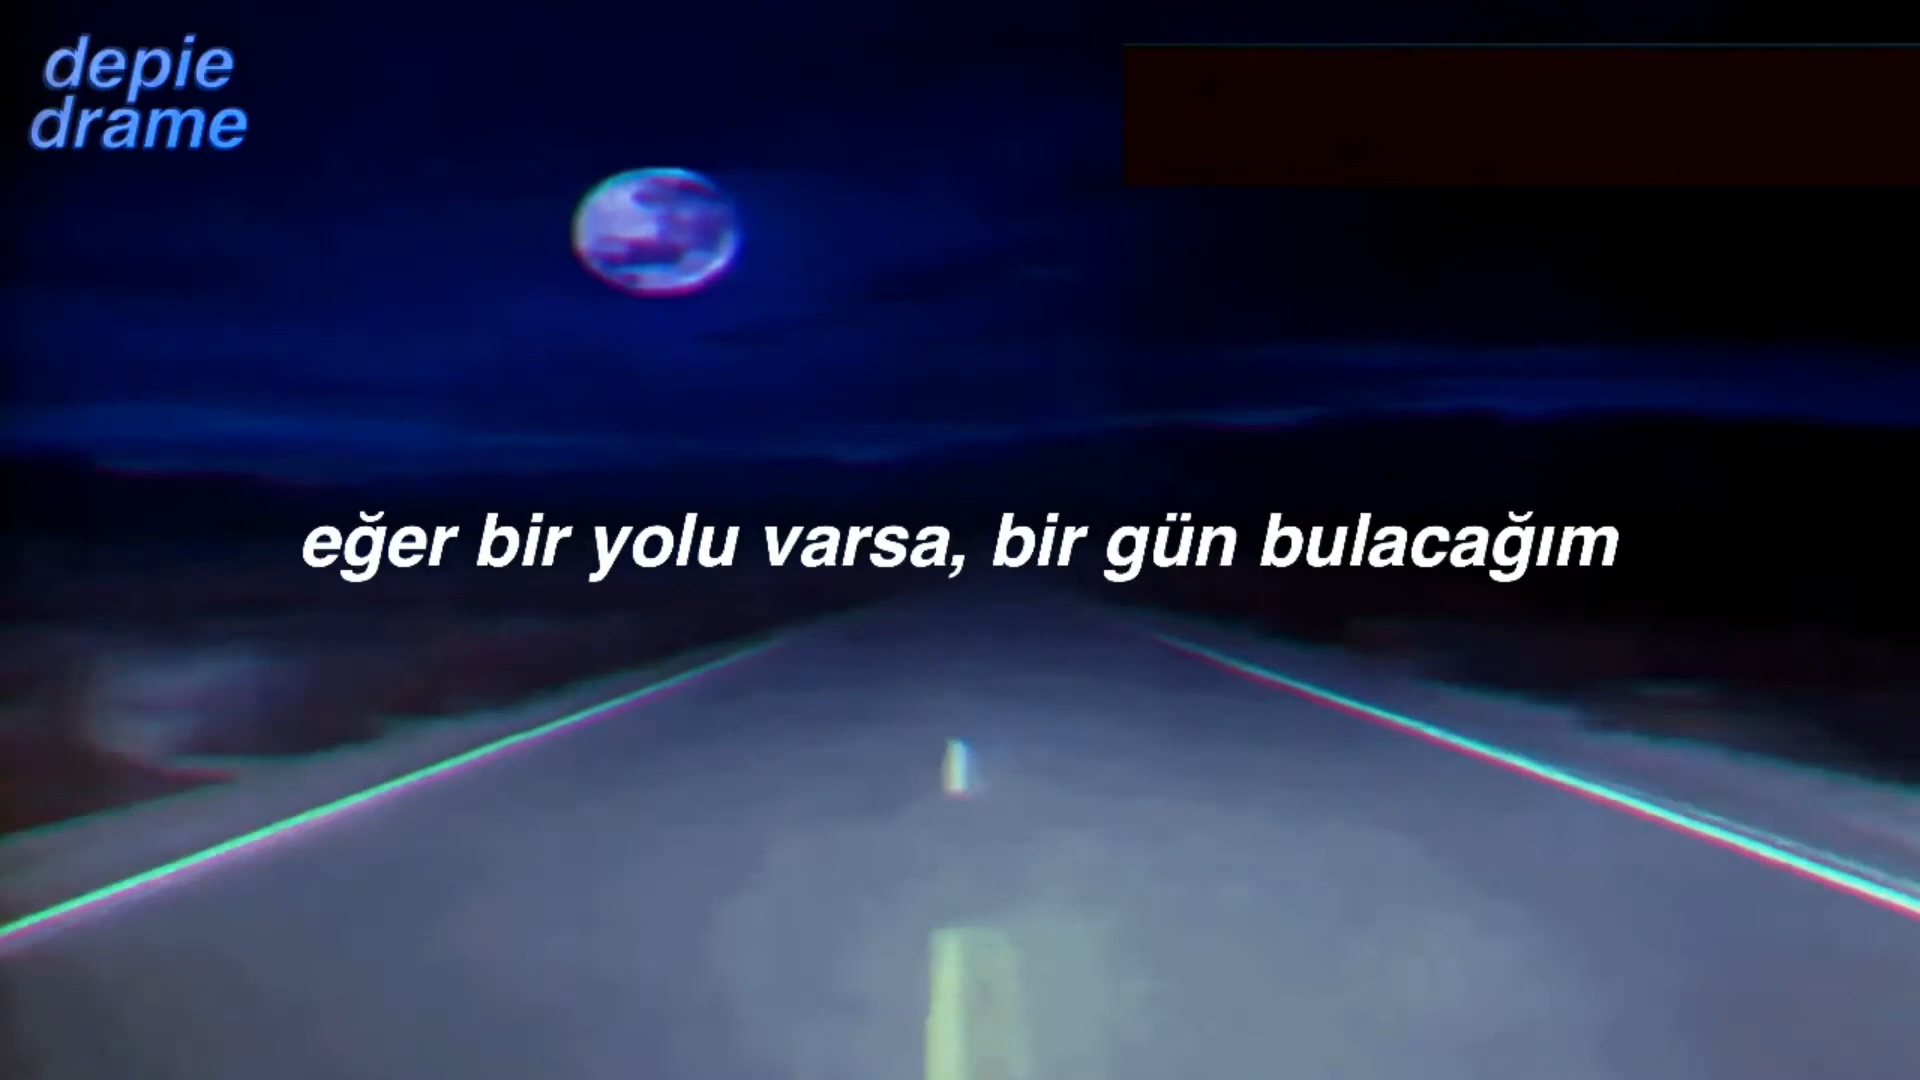 depie
drame
eğer bir yolu varsa, bir gün bulacağım